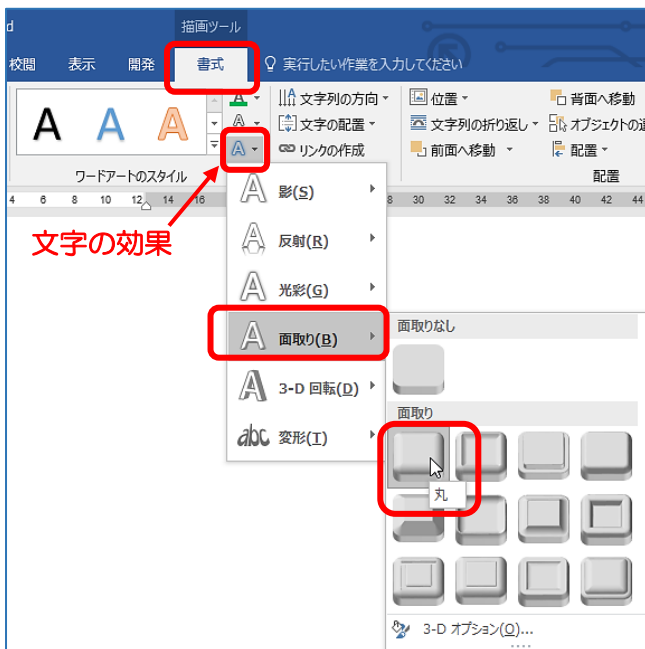 d
描画ツール
校閲 表示 開発 書式 実行したい作業を入力してください
A A A A 文字列の方向 位置 背面へ移動
A 文字の配置 文字列の折り返し オブジェクトの
A リンクの作成 前面へ移動 配置
ワードアートのスタイル 配置
4 6 8 10 12 14 16 8 30 32 34 36 38 40 42 44
文字の効果
A 影(S)
A 反射(R)
A 光彩(G)
A 面取り(B)
A 3-D 回転(D)
abc 変形(T)
面取りなし
面取り
丸
3-D オプション(O)...